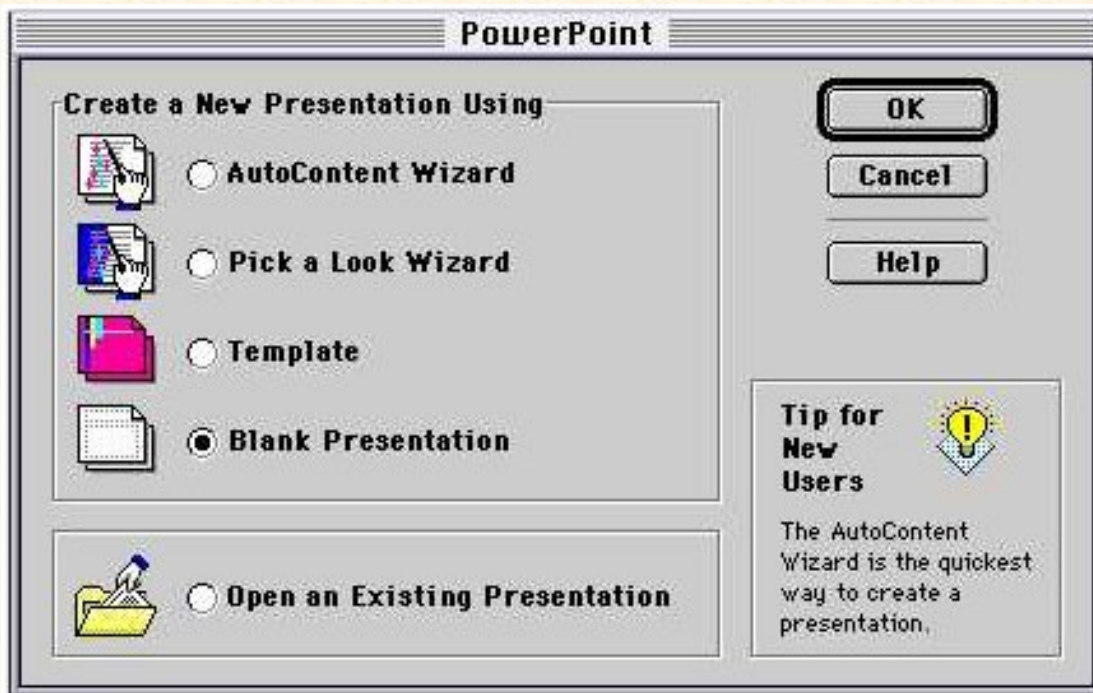 PowerPoint
Create a New Presentation Using
AutoContent Wizard
Pick a Look Wizard
Template
Blank Presentation
Open an Existing Presentation
OK
Cancel
Help
Tip for
New
Users
The AutoContent
Wizard is the quickest
way to create a
presentation.